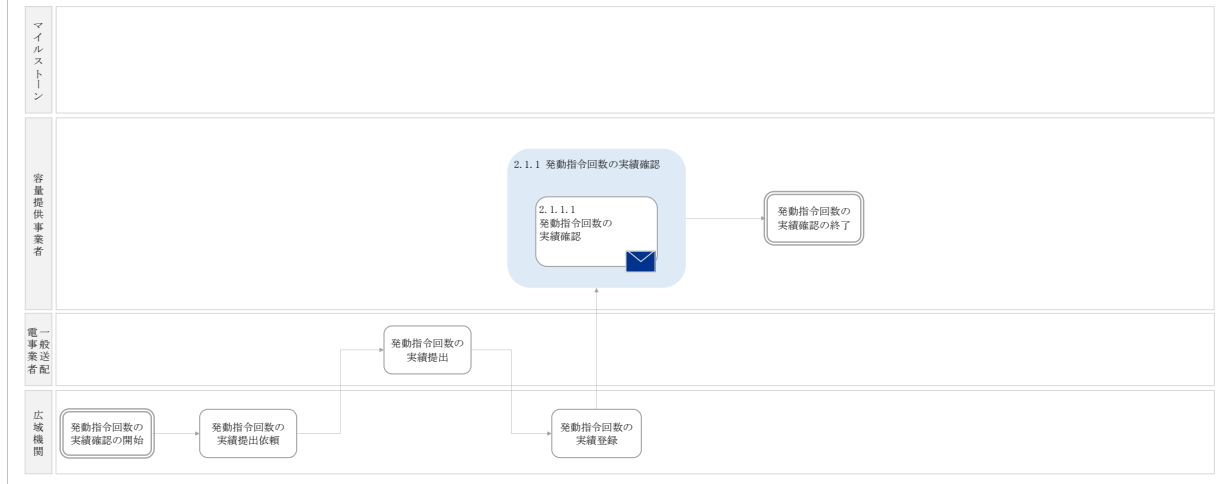 マイルストーン
容量提供事業者
2.1.1 発動指令回数の実績確認
2.1.1.1
発動指令回数の
実績確認
発動指令回数の
実績確認の終了
一般送配
電事業者
発動指令回数の
実績提出
広域機関
発動指令回数の
実績確認の開始
発動指令回数の
実績提出依頼
発動指令回数の
実績登録